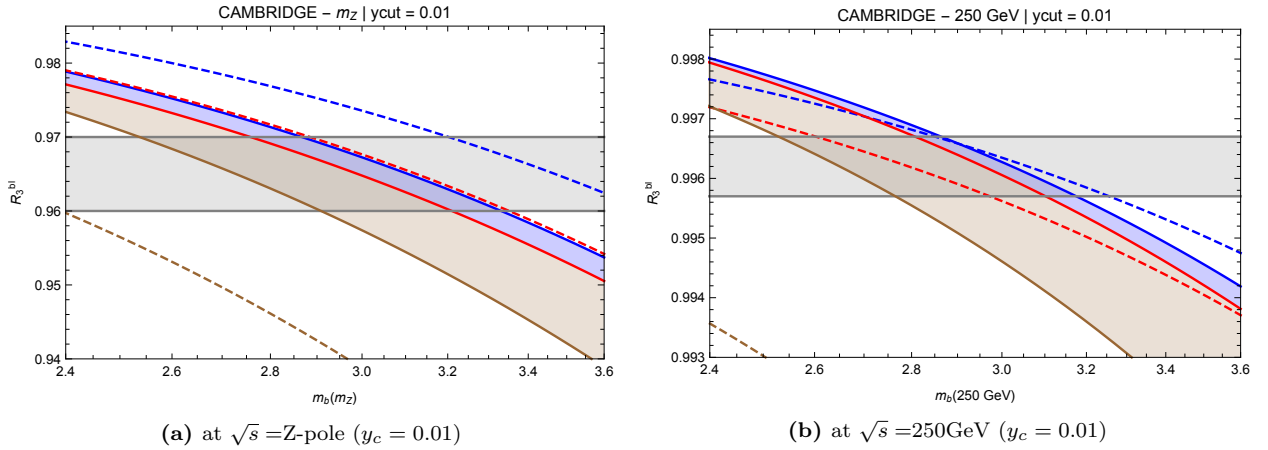 CAMBRIDGE − m_Z | ycut = 0.01
0.98
0.97
0.96
0.95
0.94
R_3^{bl}
2.4 2.6 2.8 3.0 3.2 3.4 3.6
m_b(m_Z)
(a) at √s =Z-pole (y_c = 0.01)
CAMBRIDGE − 250 GeV | ycut = 0.01
0.998
0.997
0.996
0.995
0.994
0.993
R_3^{bl}
2.4 2.6 2.8 3.0 3.2 3.4 3.6
m_b(250 GeV)
(b) at √s =250GeV (y_c = 0.01)